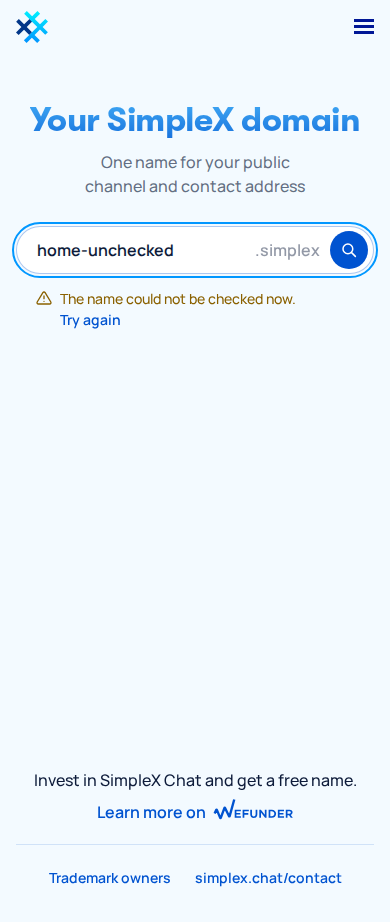 Your SimpleX domain
One name for your public
channel and contact address
home-unchecked .simplex
The name could not be checked now.
Try again
Invest in SimpleX Chat and get a free name.
Learn more on WEFUNDER
Trademark owners simplex.chat/contact